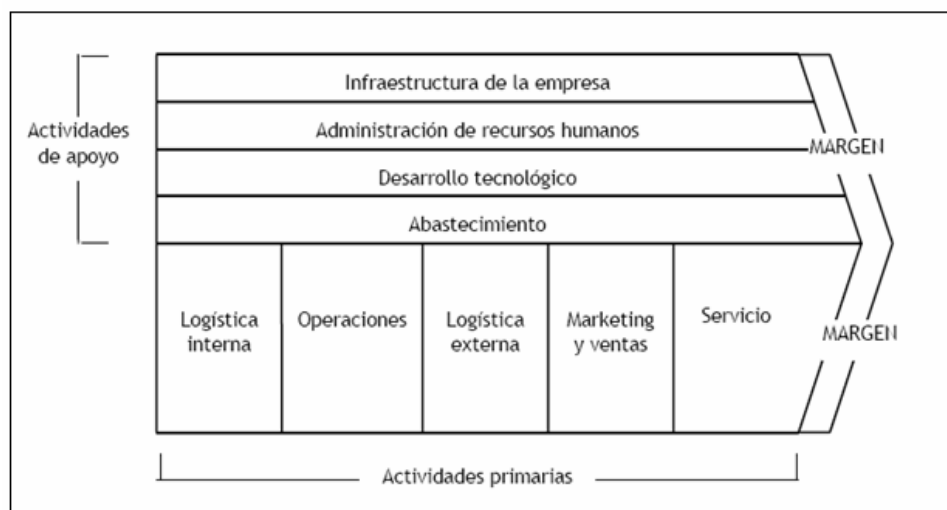 Infraestructura de la empresa
Administración de recursos humanos
Desarrollo tecnológico
Abastecimiento
Actividades
de apoyo
MARGEN
Logística
interna
Operaciones
Logística
externa
Marketing
y ventas
Servicio
MARGEN
Actividades primarias